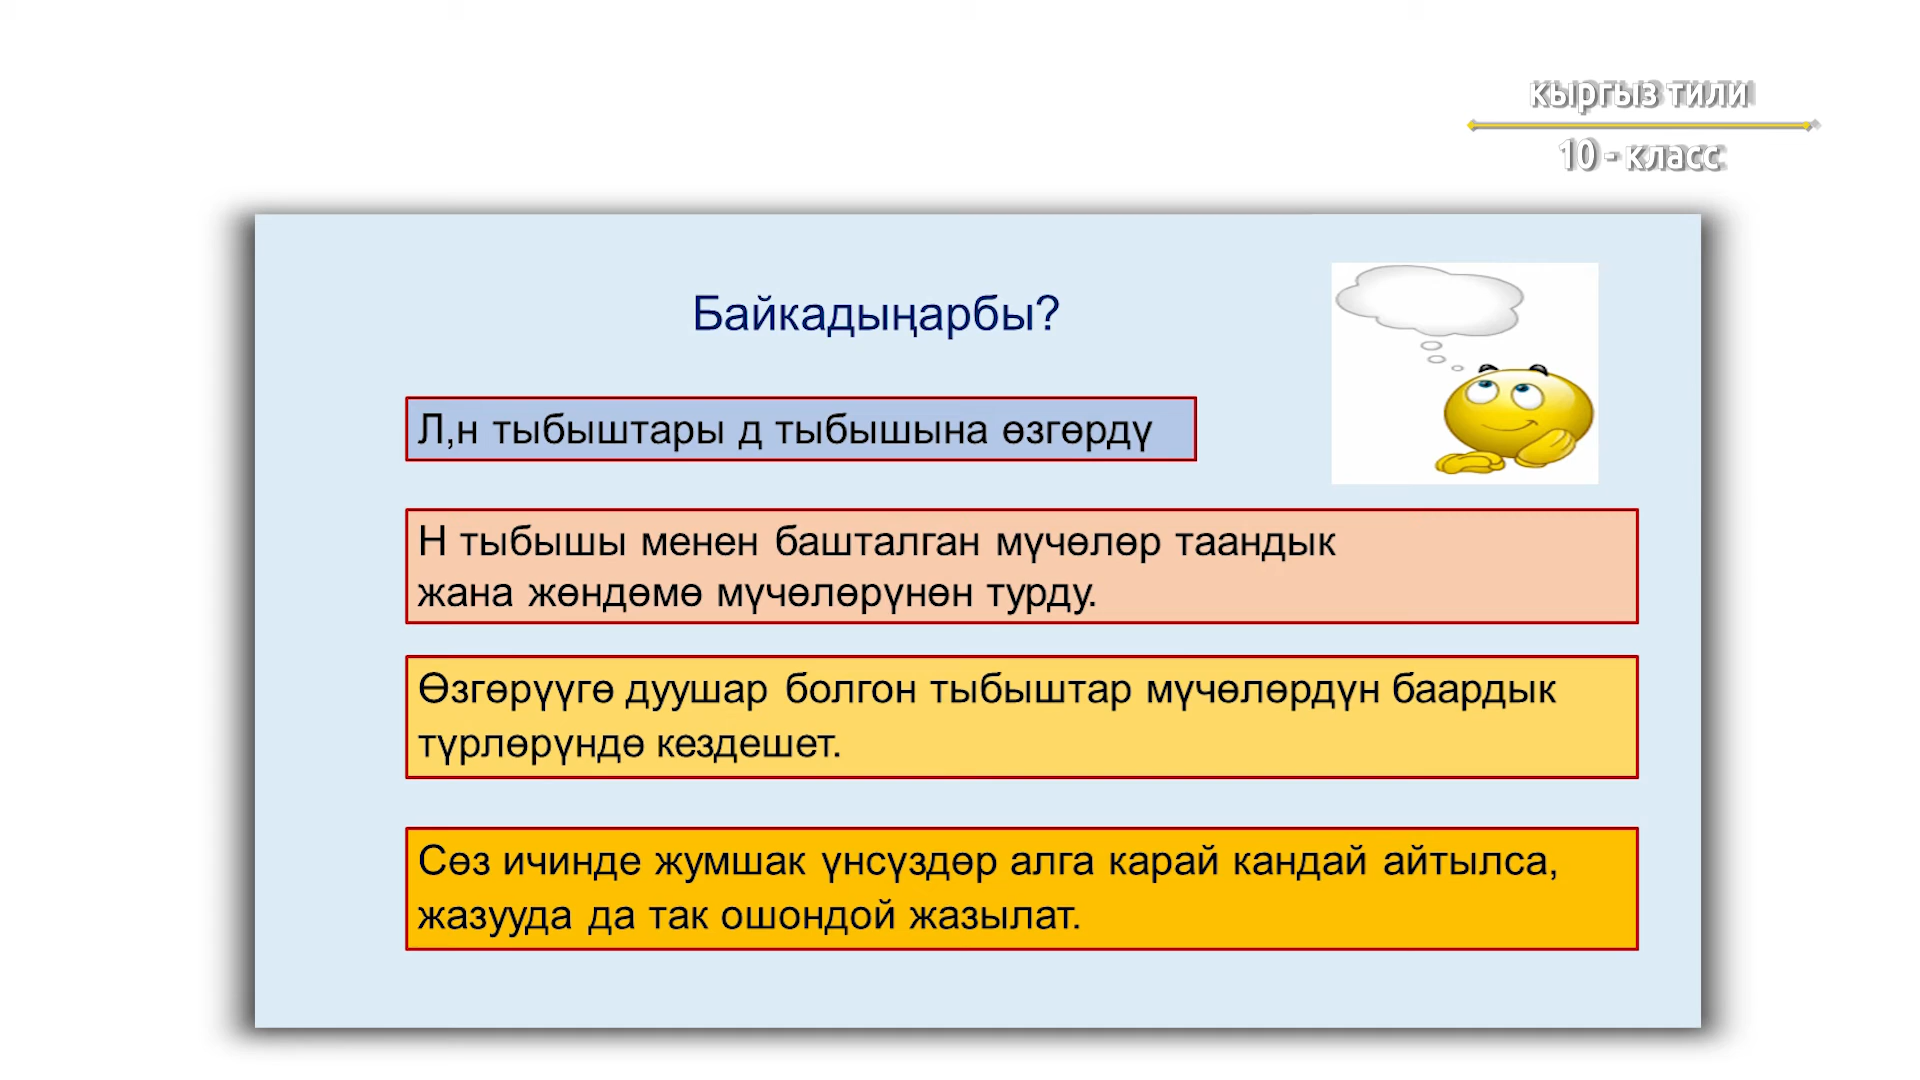 кыргыз тили
10 - класс
Байкадыңарбы?
Л,н тыбыштары д тыбышына өзгөрдү
Н тыбышы менен башталган мүчөлөр таандык
жана жөндөмө мүчөлөрүнөн турду.
Өзгөрүүгө дуушар болгон тыбыштар мүчөлөрдүн баардык
түрлөрүндө кездешет.
Сөз ичинде жумшак үнсүздөр алга карай кандай айтылса,
жазууда да так ошондой жазылат.